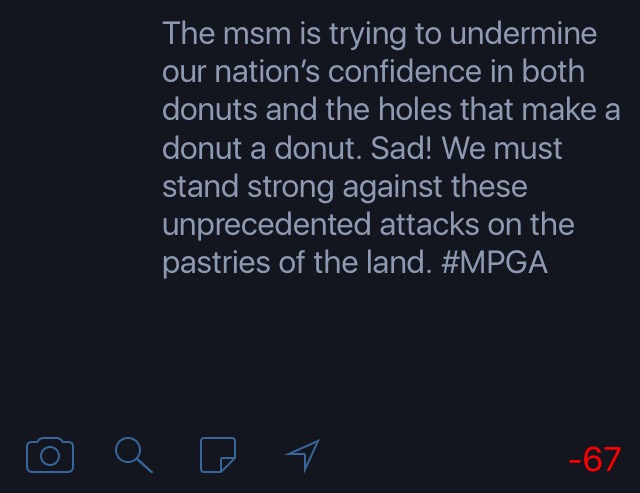 The msm is trying to undermine
our nation’s confidence in both
donuts and the holes that make a
donut a donut. Sad! We must
stand strong against these
unprecedented attacks on the
pastries of the land. #MPGA
-67